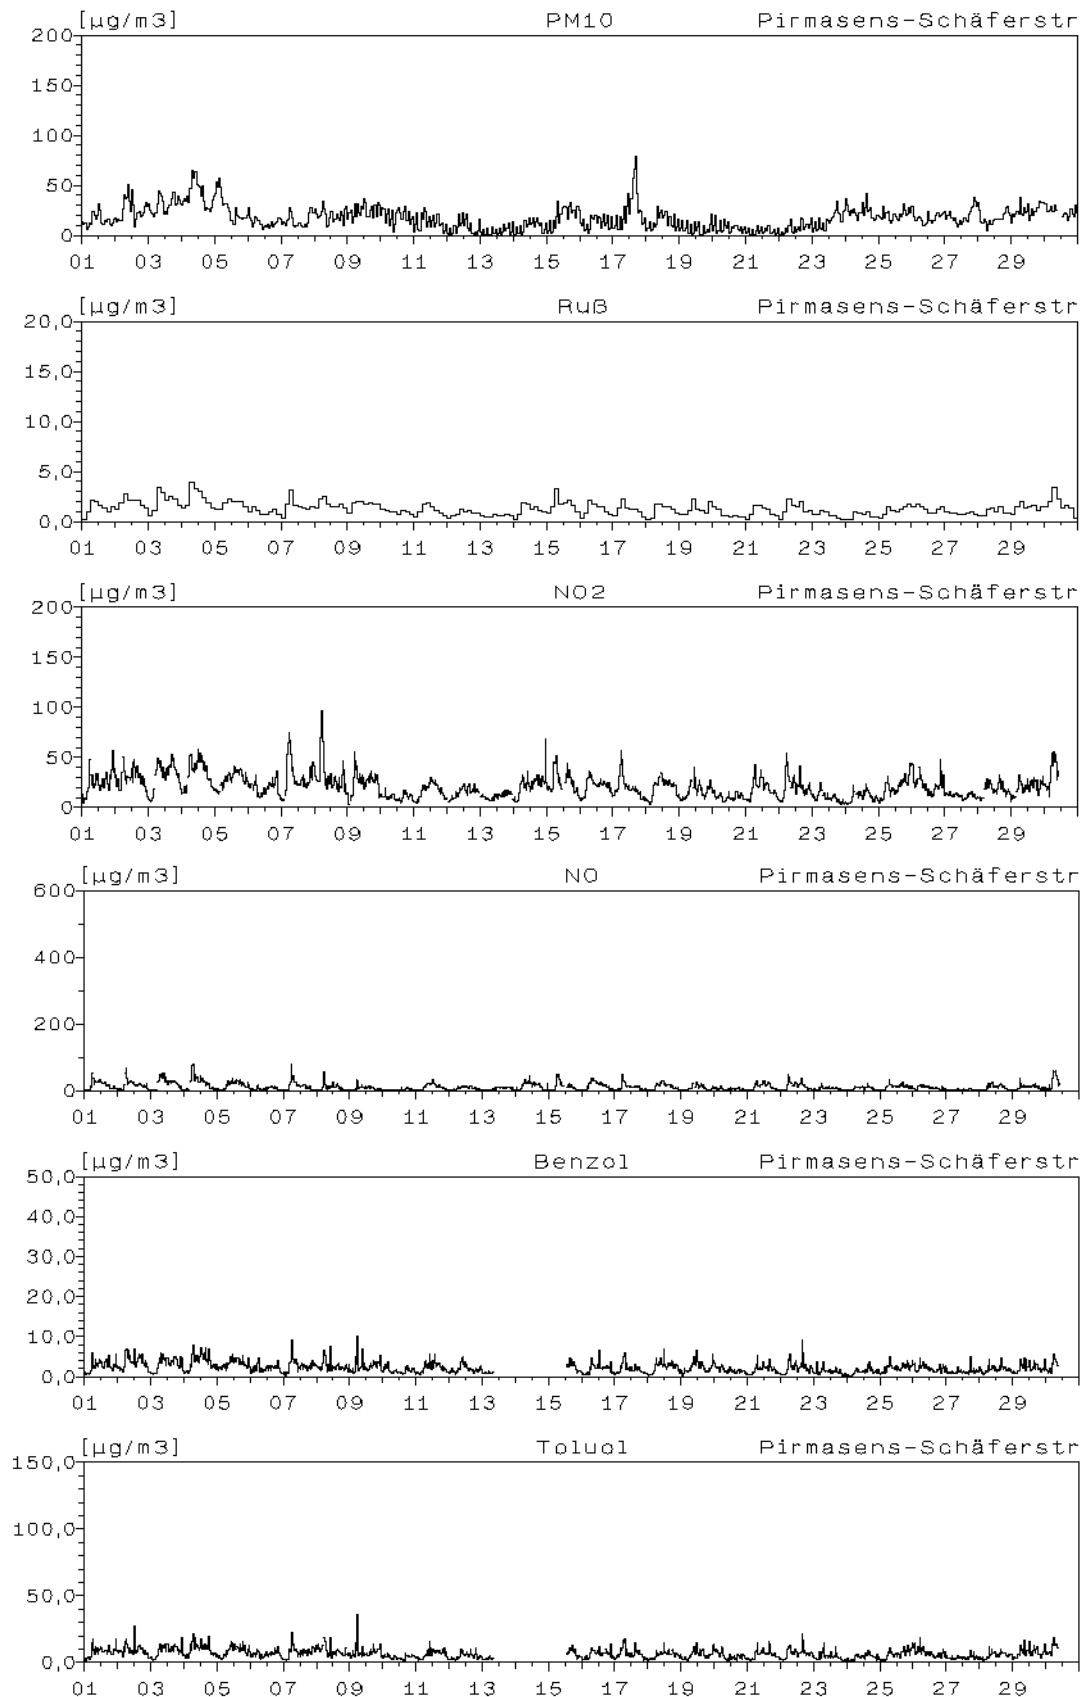 [µg/m3] PM10 Pirmasens-Schäferstr
200
150
100
50
0
01 03 05 07 09 11 13 15 17 19 21 23 25 27 29
[µg/m3] Ruß Pirmasens-Schäferstr
20,0
15,0
10,0
5,0
0,0
01 03 05 07 09 11 13 15 17 19 21 23 25 27 29
[µg/m3] NO2 Pirmasens-Schäferstr
200
150
100
50
0
01 03 05 07 09 11 13 15 17 19 21 23 25 27 29
[µg/m3] NO Pirmasens-Schäferstr
600
400
200
0
01 03 05 07 09 11 13 15 17 19 21 23 25 27 29
[µg/m3] Benzol Pirmasens-Schäferstr
50,0
40,0
30,0
20,0
10,0
0,0
01 03 05 07 09 11 13 15 17 19 21 23 25 27 29
[µg/m3] Toluol Pirmasens-Schäferstr
150,0
100,0
50,0
0,0
01 03 05 07 09 11 13 15 17 19 21 23 25 27 29